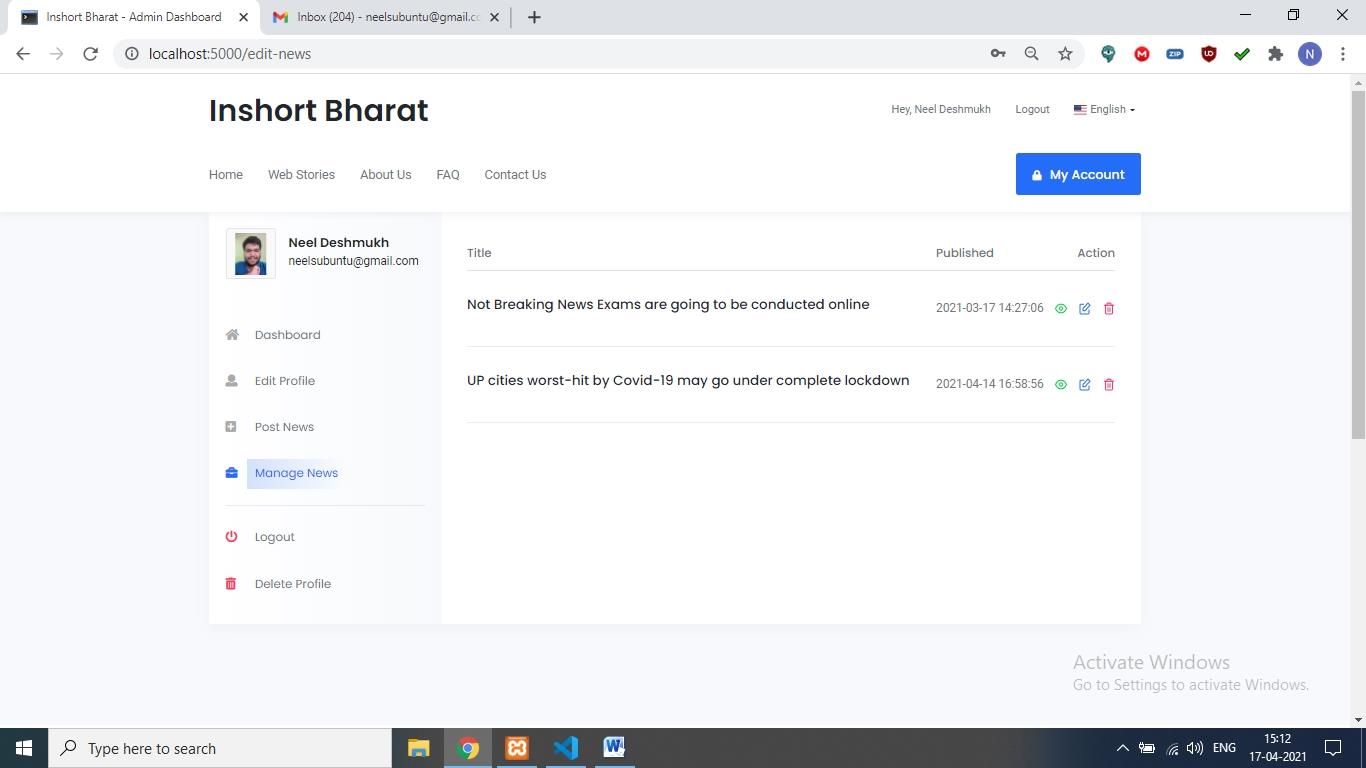 Inshort Bharat - Admin Dashboard
Inbox (204) - neelsubuntu@gmail.cc
localhost:5000/edit-news
ZIP
N
Inshort Bharat
Hey, Neel Deshmukh
Logout
English
Home
Web Stories
About Us
FAQ
Contact Us
My Account
Neel Deshmukh
neelsubuntu@gmail.com
Dashboard
Edit Profile
Post News
Manage News
Logout
Delete Profile
Title
Published
Action
Not Breaking News Exams are going to be conducted online
2021-03-17 14:27:06
UP cities worst-hit by Covid-19 may go under complete lockdown
2021-04-14 16:58:56
Activate Windows
Go to Settings to activate Windows.
Type here to search
ENG
15:12
17-04-2021